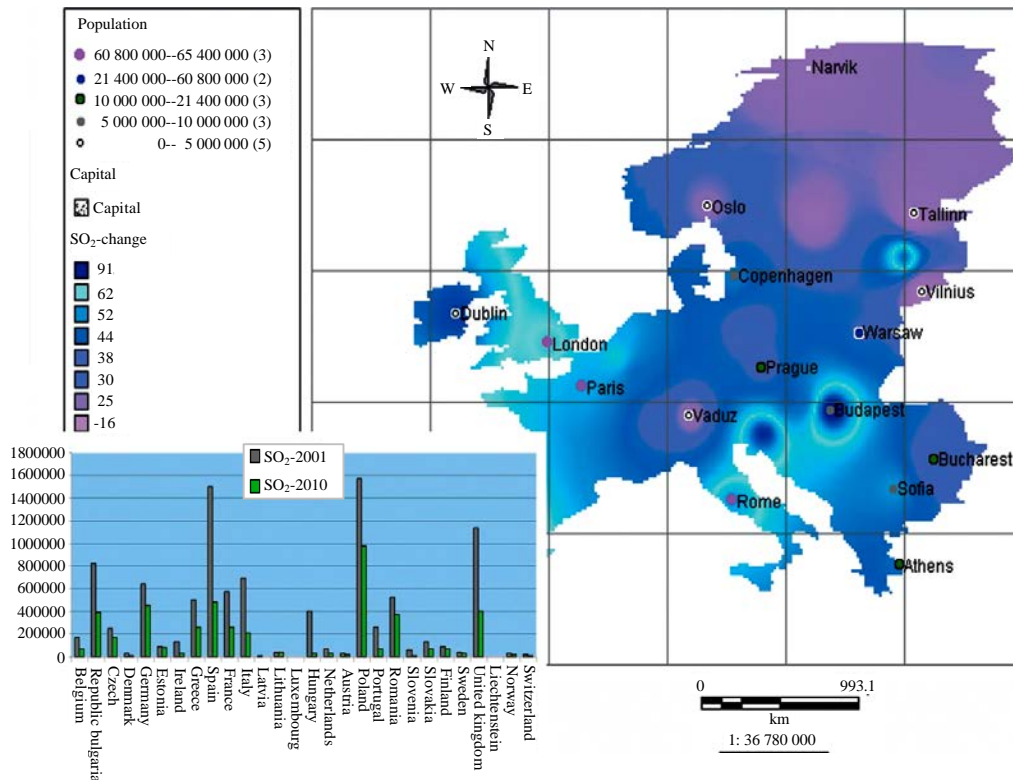 Population
60 800 000--65 400 000 (3)
21 400 000--60 800 000 (2)
10 000 000--21 400 000 (3)
5 000 000--10 000 000 (3)
0-- 5 000 000 (5)
Capital
Capital
SO₂-change
91
62
52
44
38
30
25
-16
N
W E
S
Narvik
Oslo
Tallinn
Copenhagen
Vilnius
Dublin
London
Warsaw
Prague
Paris
Vaduz
Budapest
Bucharest
Rome
Sofia
Athens
SO₂-2001
SO₂-2010
1800000
1600000
1400000
1200000
1000000
800000
600000
400000
200000
0
Belgium
Republic bulgaria
Czech
Denmark
Germany
Estonia
Ireland
Greece
Spain
France
Italy
Latvia
Lithuania
Luxembourg
Hungary
Netherlands
Austria
Poland
Portugal
Romania
Slovenia
Slovakia
Finland
Sweden
United kingdom
Liechtenstein
Norway
Switzerland
0 993.1
km
1: 36 780 000